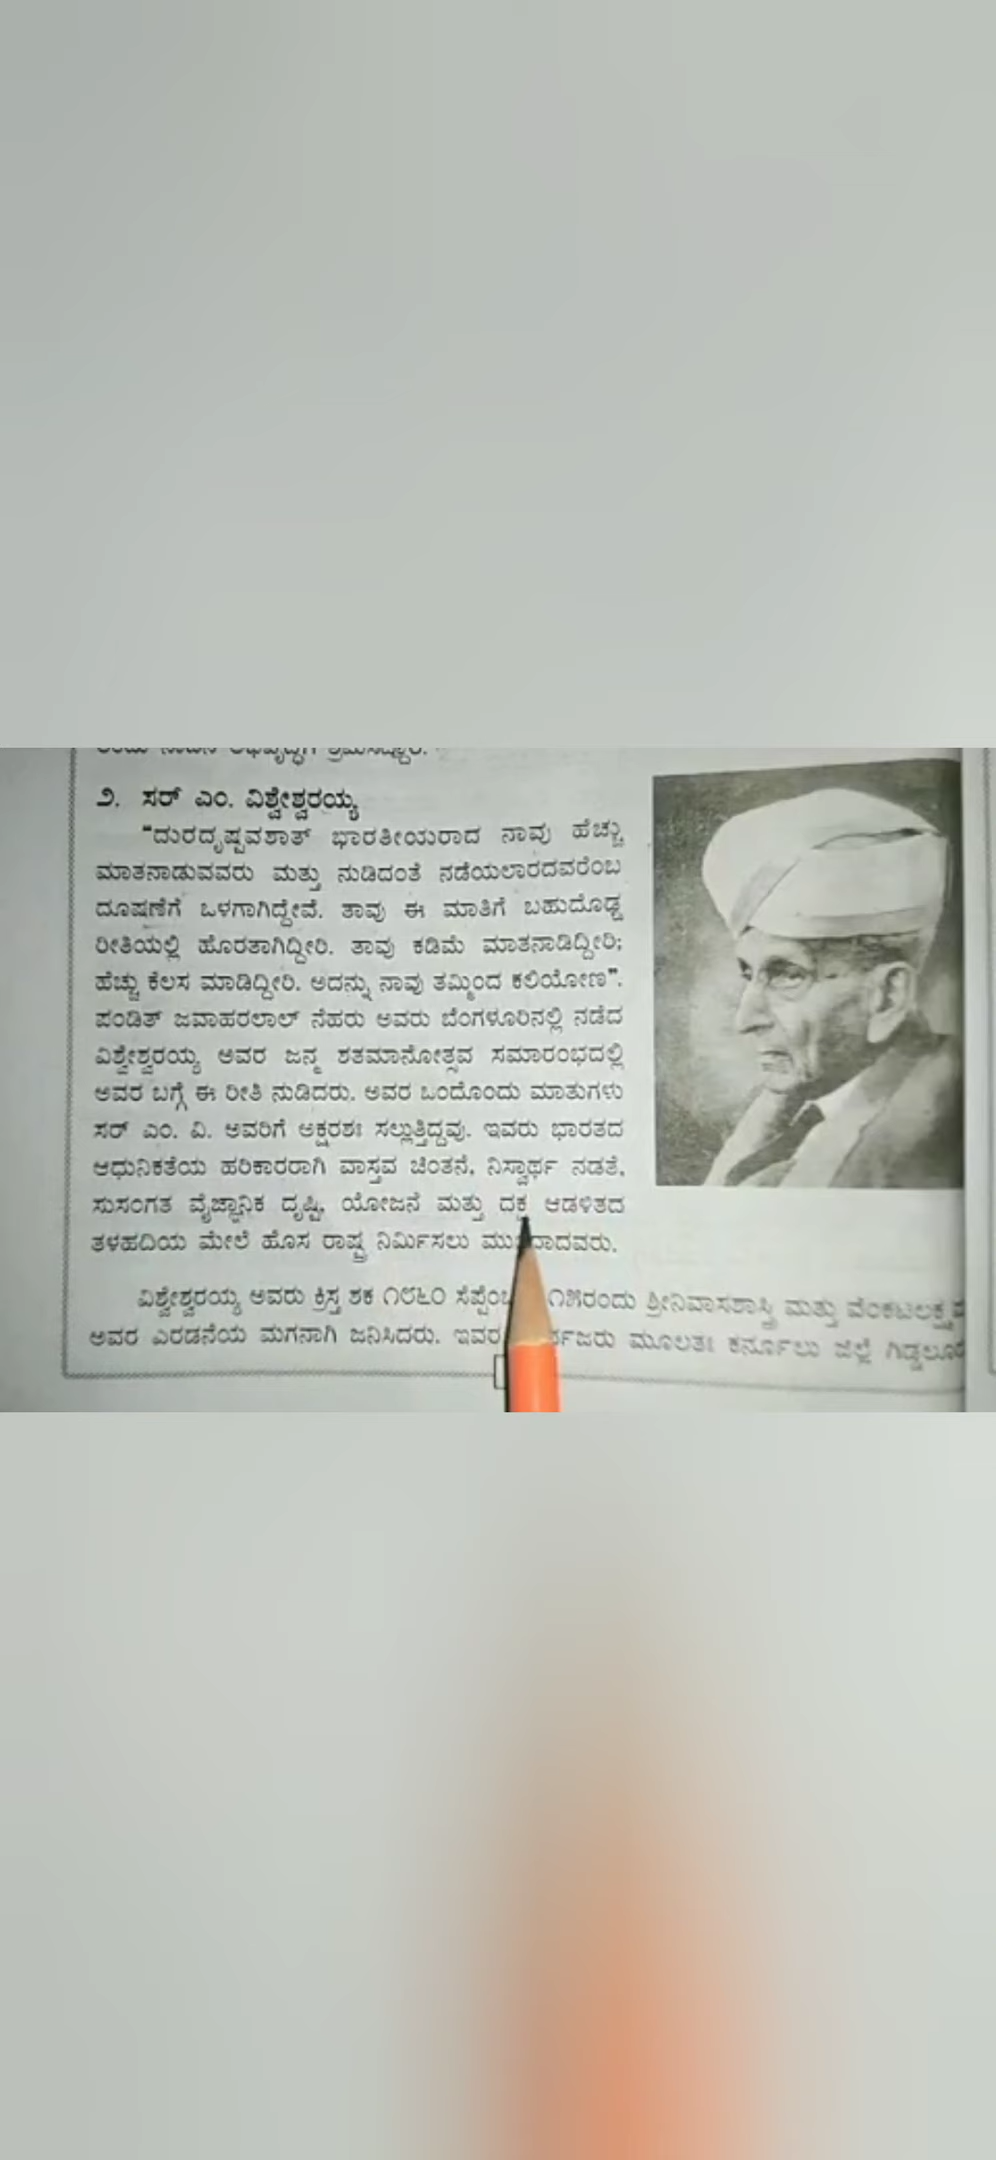 ೨. ಸರ್ ಎಂ. ವಿಶ್ವೇಶ್ವರಯ್ಯ
“ದುರದೃಷ್ಟವಶಾತ್ ಭಾರತೀಯರಾದ ನಾವು ಹೆಚ್ಚು
ಮಾತನಾಡುವವರು ಮತ್ತು ನುಡಿದಂತೆ ನಡೆಯಲಾರದವರೆಂಬ
ದೂಷಣೆಗೆ ಒಳಗಾಗಿದ್ದೇವೆ. ತಾವು ಈ ಮಾತಿಗೆ ಬಹುದೊಡ್ಡ
ರೀತಿಯಲ್ಲಿ ಹೊರತಾಗಿದ್ದೀರಿ. ತಾವು ಕಡಿಮೆ ಮಾತನಾಡಿದ್ದೀರಿ;
ಹೆಚ್ಚು ಕೆಲಸ ಮಾಡಿದ್ದೀರಿ. ಅದನ್ನು ನಾವು ತಮ್ಮಿಂದ ಕಲಿಯೋಣ”.
ಪಂಡಿತ್ ಜವಾಹರಲಾಲ್ ನೆಹರು ಅವರು ಬೆಂಗಳೂರಿನಲ್ಲಿ ನಡೆದ
ವಿಶ್ವೇಶ್ವರಯ್ಯ ಅವರ ಜನ್ಮ ಶತಮಾನೋತ್ಸವ ಸಮಾರಂಭದಲ್ಲಿ
ಅವರ ಬಗ್ಗೆ ಈ ರೀತಿ ನುಡಿದರು. ಅವರ ಒಂದೊಂದು ಮಾತುಗಳು
ಸರ್ ಎಂ. ವಿ. ಅವರಿಗೆ ಅಕ್ಷರಶಃ ಸಲ್ಲುತ್ತಿದ್ದವು. ಇವರು ಭಾರತದ
ಆಧುನಿಕತೆಯ ಹರಿಕಾರರಾಗಿ ವಾಸ್ತವ ಚಿಂತನೆ, ನಿಸ್ವಾರ್ಥ ನಡತೆ,
ಸುಸಂಗತ ವೈಜ್ಞಾನಿಕ ದೃಷ್ಟಿ, ಯೋಜನೆ ಮತ್ತು ದಕ್ಷ ಆಡಳಿತದ
ತಳಹದಿಯ ಮೇಲೆ ಹೊಸ ರಾಷ್ಟ್ರ ನಿರ್ಮಿಸಲು
ವಿಶ್ವೇಶ್ವರಯ್ಯ ಅವರು ಕ್ರಿಸ್ತ ಶಕ ೧೮೬೦ ೧೫ರಂದು ಶ್ರೀನಿವಾಸಶಾಸ್ತ್ರಿ ಮತ್ತು
ಅವರ ಎರಡನೆಯ ಮಗನಾಗಿ ಜನಿಸಿದರು. ಮೂಲತಃ ಕರ್ನೂಲು ಜಿಲ್ಲೆ